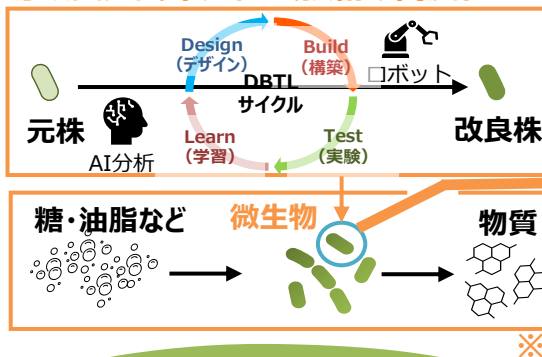 Design
(デザイン)
Build
(構築)
□ボット
DBTL
サイクル
元株
改良株
AI分析
Learn
(学習)
Test
(実験)
糖・油脂など
微生物
物質
※